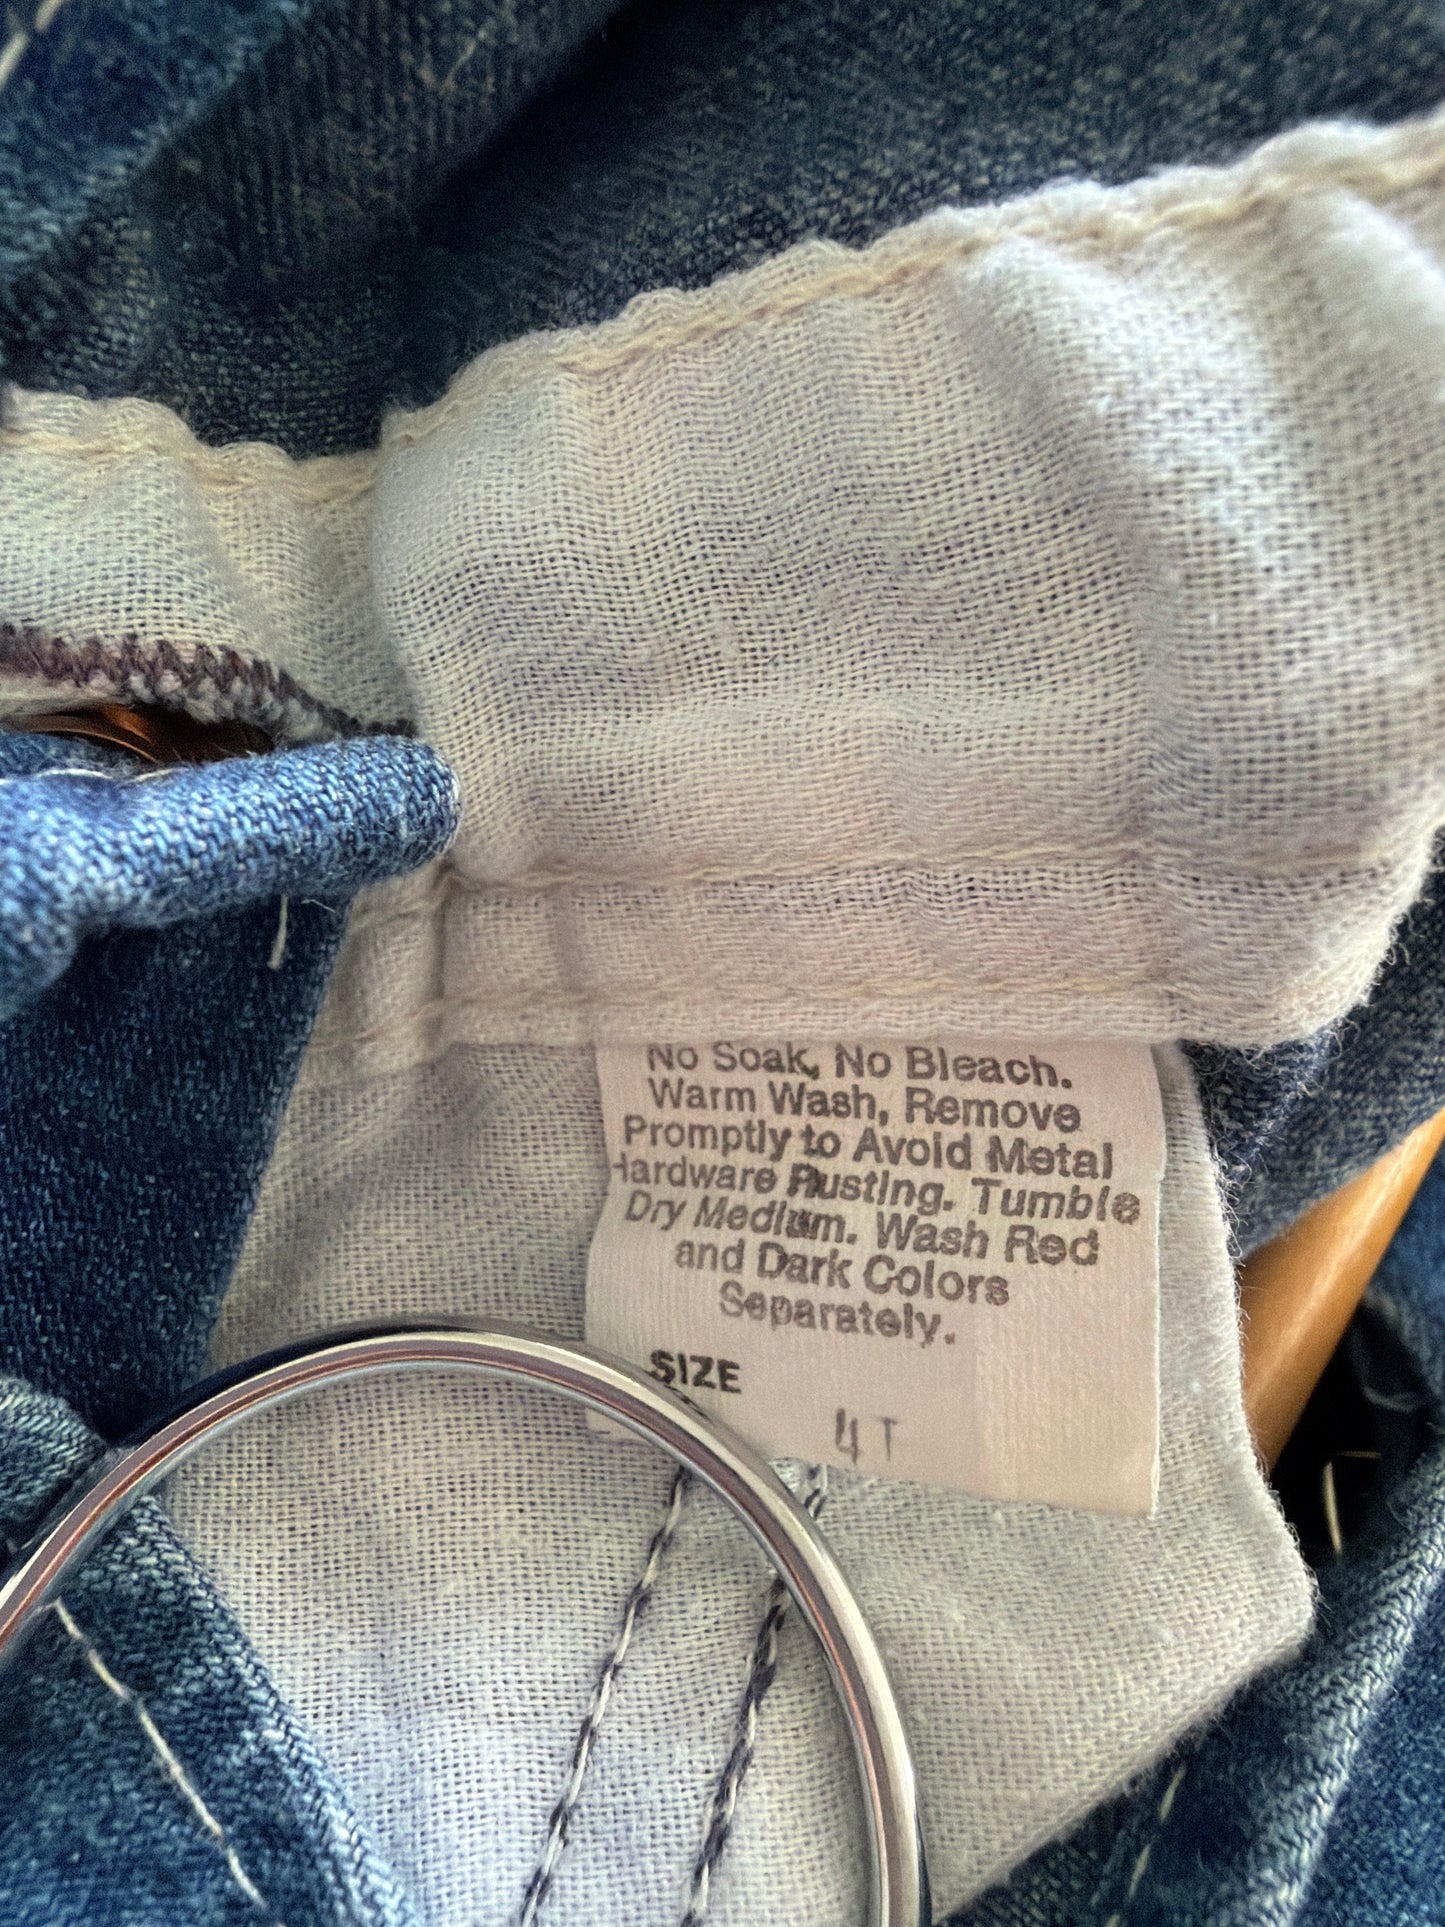 No Soak, No Bleach.
Warm Wash, Remove
Promptly to Avoid Metal
Hardware Rusting. Tumble
Dry Medium. Wash Red
and Dark Colors
Separately.
SIZE
4T